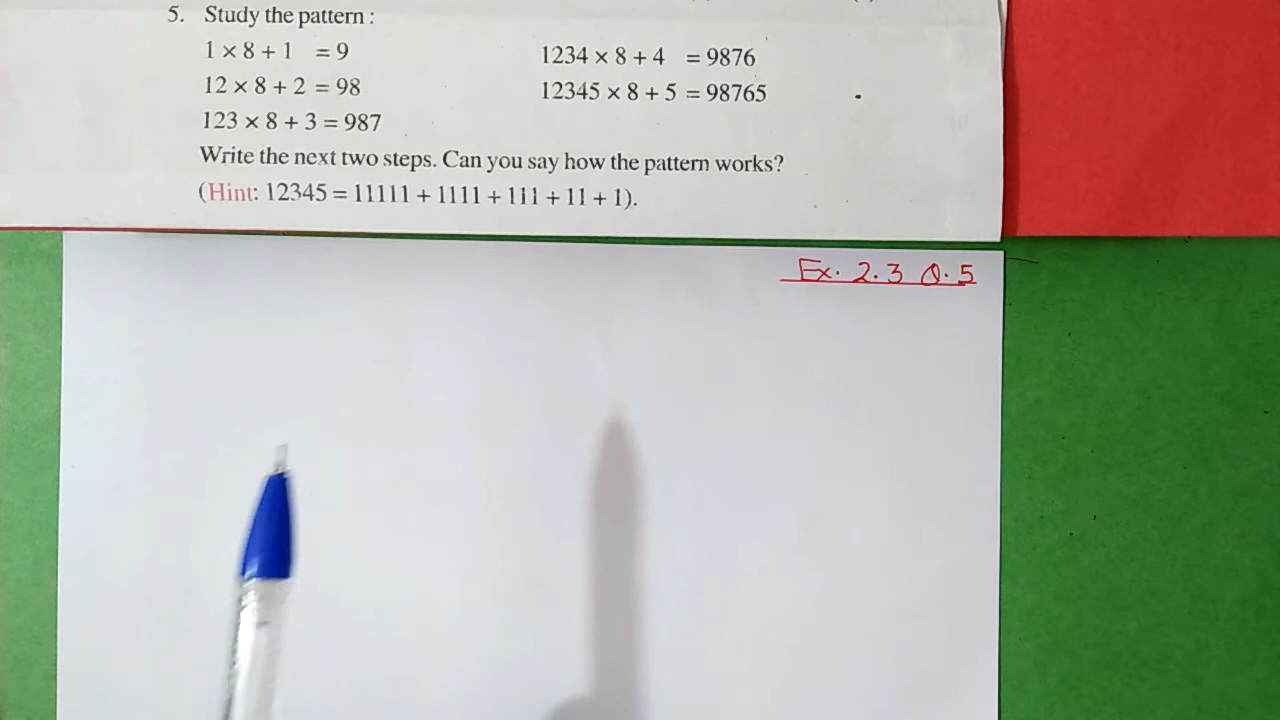 5. Study the pattern :
1 × 8 + 1 = 9
1234 × 8 + 4 = 9876
12 × 8 + 2 = 98
12345 × 8 + 5 = 98765
123 × 8 + 3 = 987
Write the next two steps. Can you say how the pattern works?
(Hint: 12345 = 11111 + 1111 + 111 + 11 + 1).
Ex. 2.3 Q.5